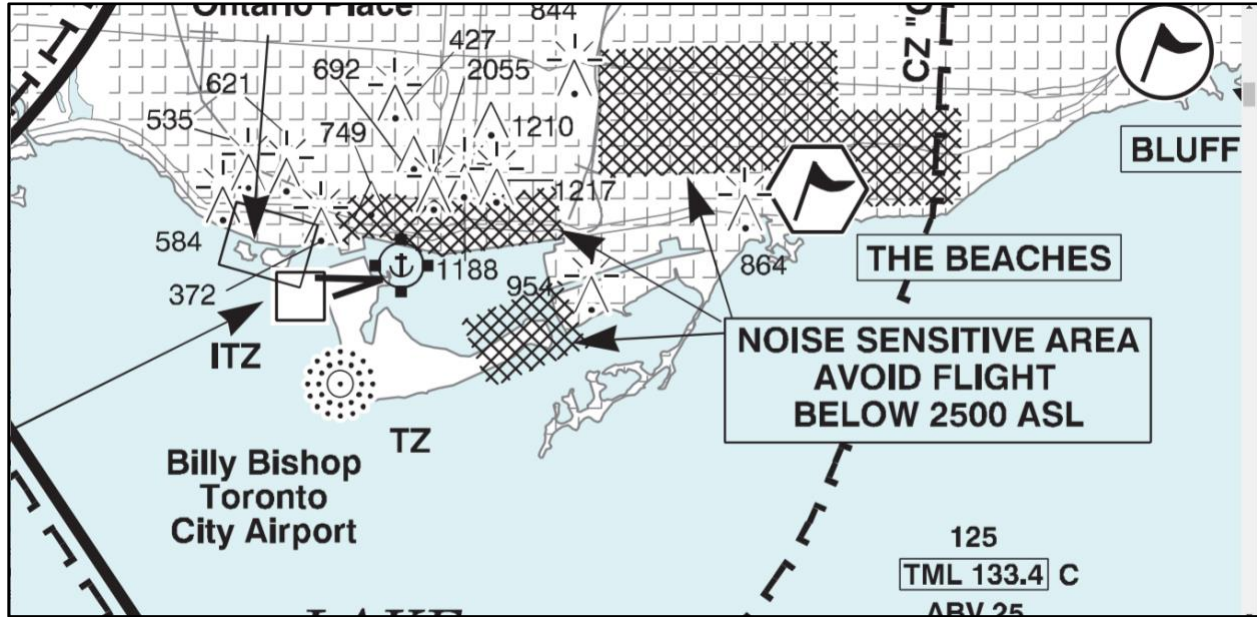 Ontario Place
844
427
692
2055
621
535
749
1210
CZ "C
BLUFF
1217
584
1188
864
THE BEACHES
954
372
ITZ
NOISE SENSITIVE AREA
AVOID FLIGHT
BELOW 2500 ASL
TZ
Billy Bishop
Toronto
City Airport
125
TML 133.4 C
ABV 25
LAKE